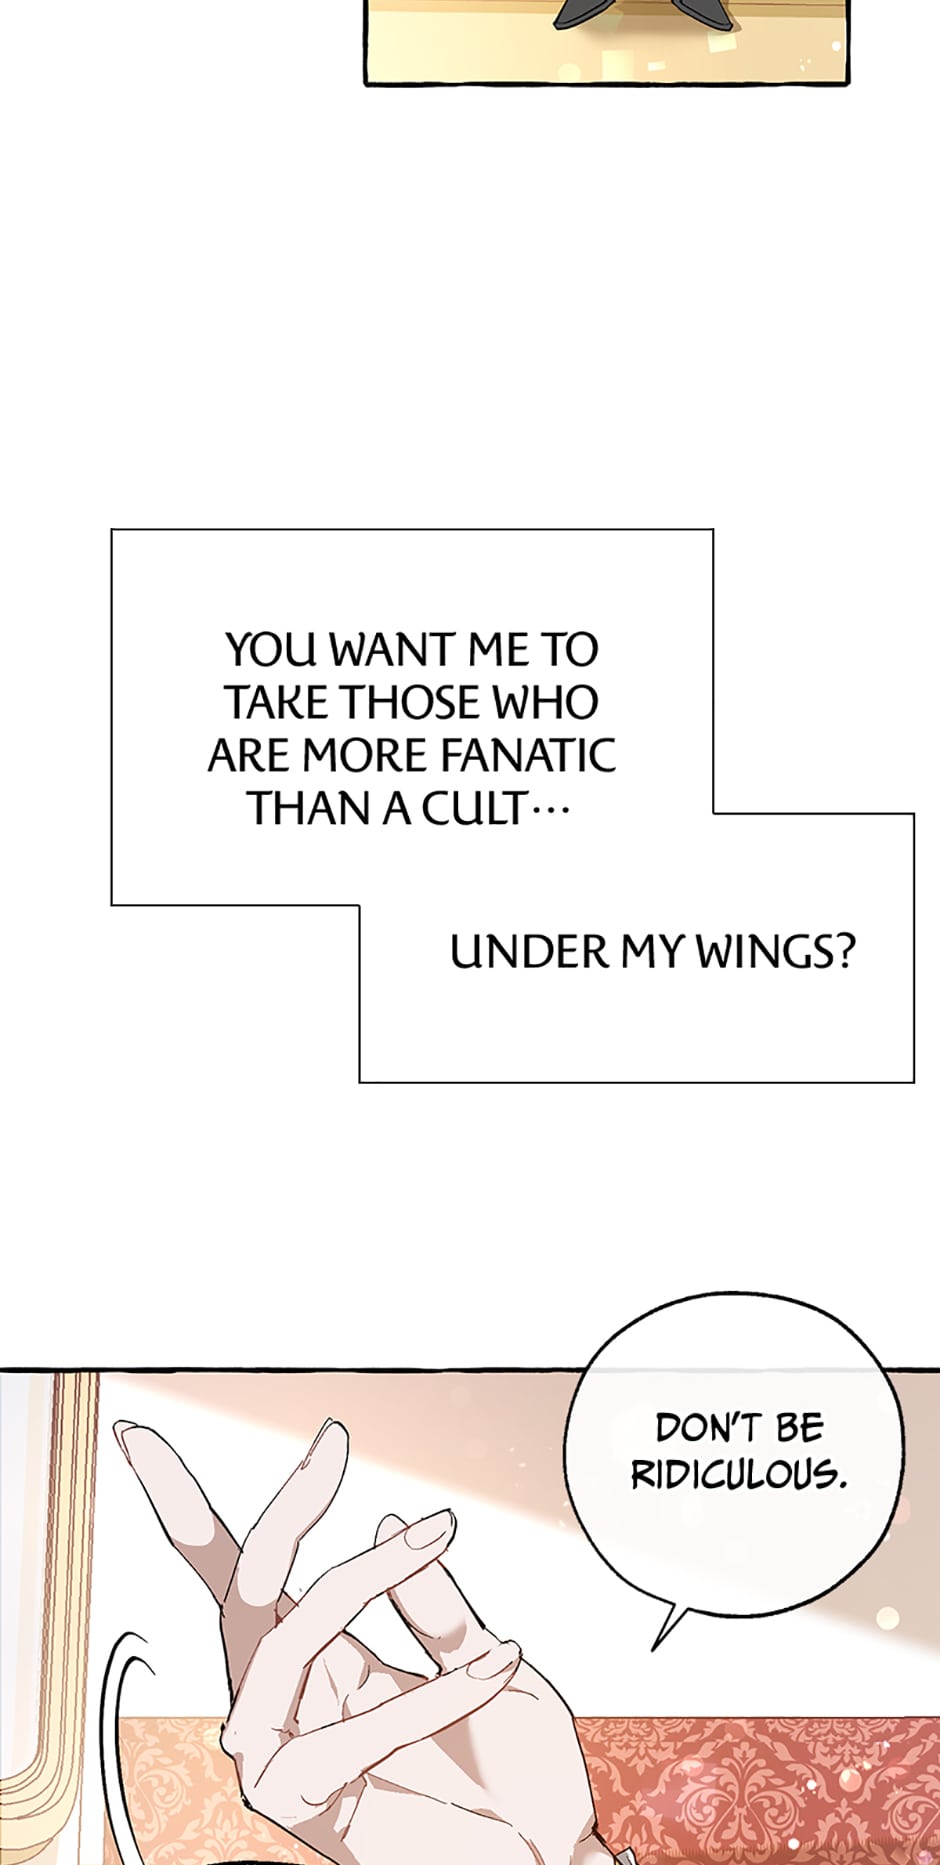 YOU WANT ME TO
TAKE THOSE WHO
ARE MORE FANATIC
THAN A CULT···
UNDER MY WINGS?
DON'T BE
RIDICULOUS.